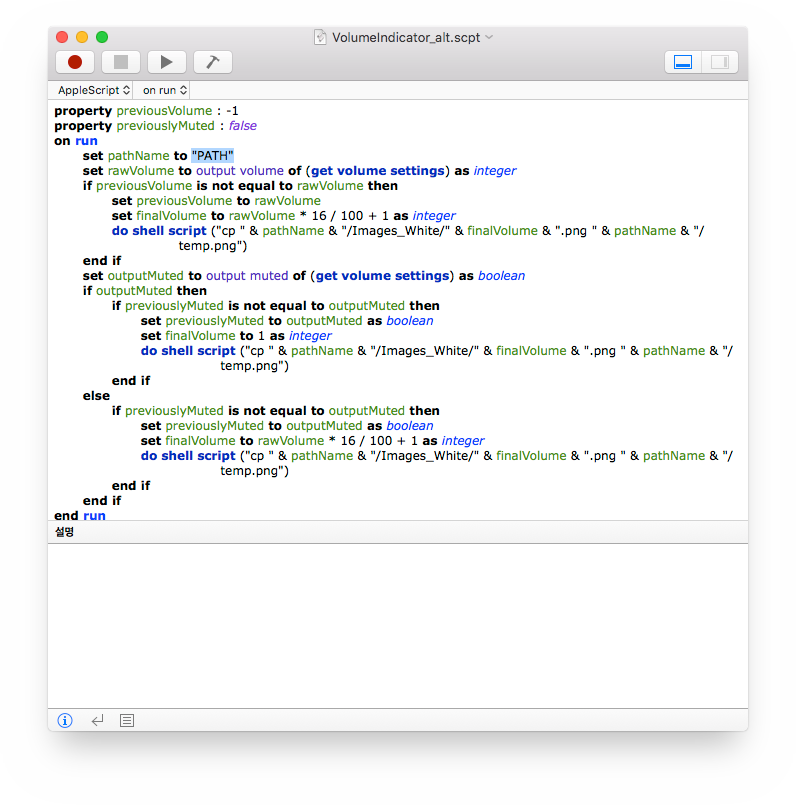 VolumeIndicator_alt.scpt
AppleScript on run
property previousVolume : -1
property previouslyMuted : false
on run
set pathName to "PATH"
set rawVolume to output volume of (get volume settings) as integer
if previousVolume is not equal to rawVolume then
set previousVolume to rawVolume
set finalVolume to rawVolume * 16 / 100 + 1 as integer
do shell script ("cp " & pathName & "/Images_White/" & finalVolume & ".png " & pathName & "/
temp.png")
end if
set outputMuted to output muted of (get volume settings) as boolean
if outputMuted then
if previouslyMuted is not equal to outputMuted then
set previouslyMuted to outputMuted as boolean
set finalVolume to 1 as integer
do shell script ("cp " & pathName & "/Images_White/" & finalVolume & ".png " & pathName & "/
temp.png")
end if
else
if previouslyMuted is not equal to outputMuted then
set previouslyMuted to outputMuted as boolean
set finalVolume to rawVolume * 16 / 100 + 1 as integer
do shell script ("cp " & pathName & "/Images_White/" & finalVolume & ".png " & pathName & "/
temp.png")
end if
end if
end run
설명